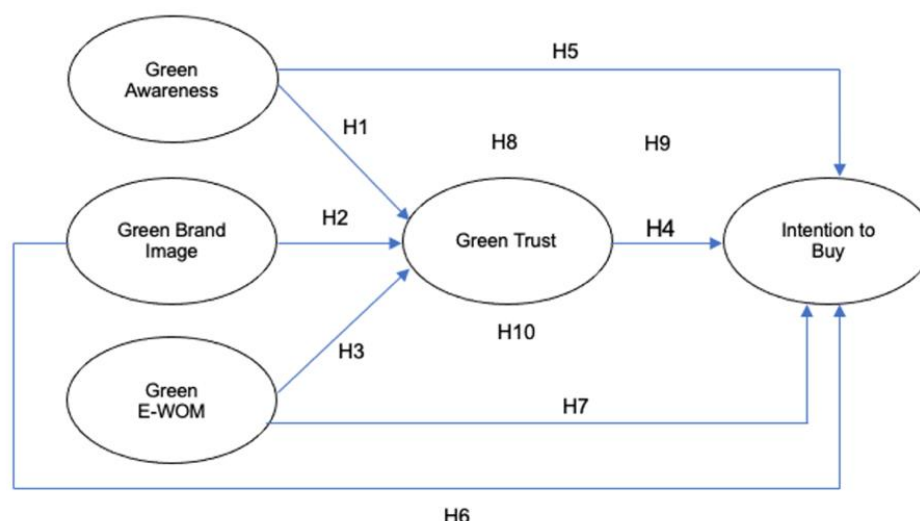 H5
Green
Awareness
H1
H8
H9
Green Brand
Image
H2
Green Trust
H4
Intention to
Buy
H3
H10
Green
E-WOM
H7
H6